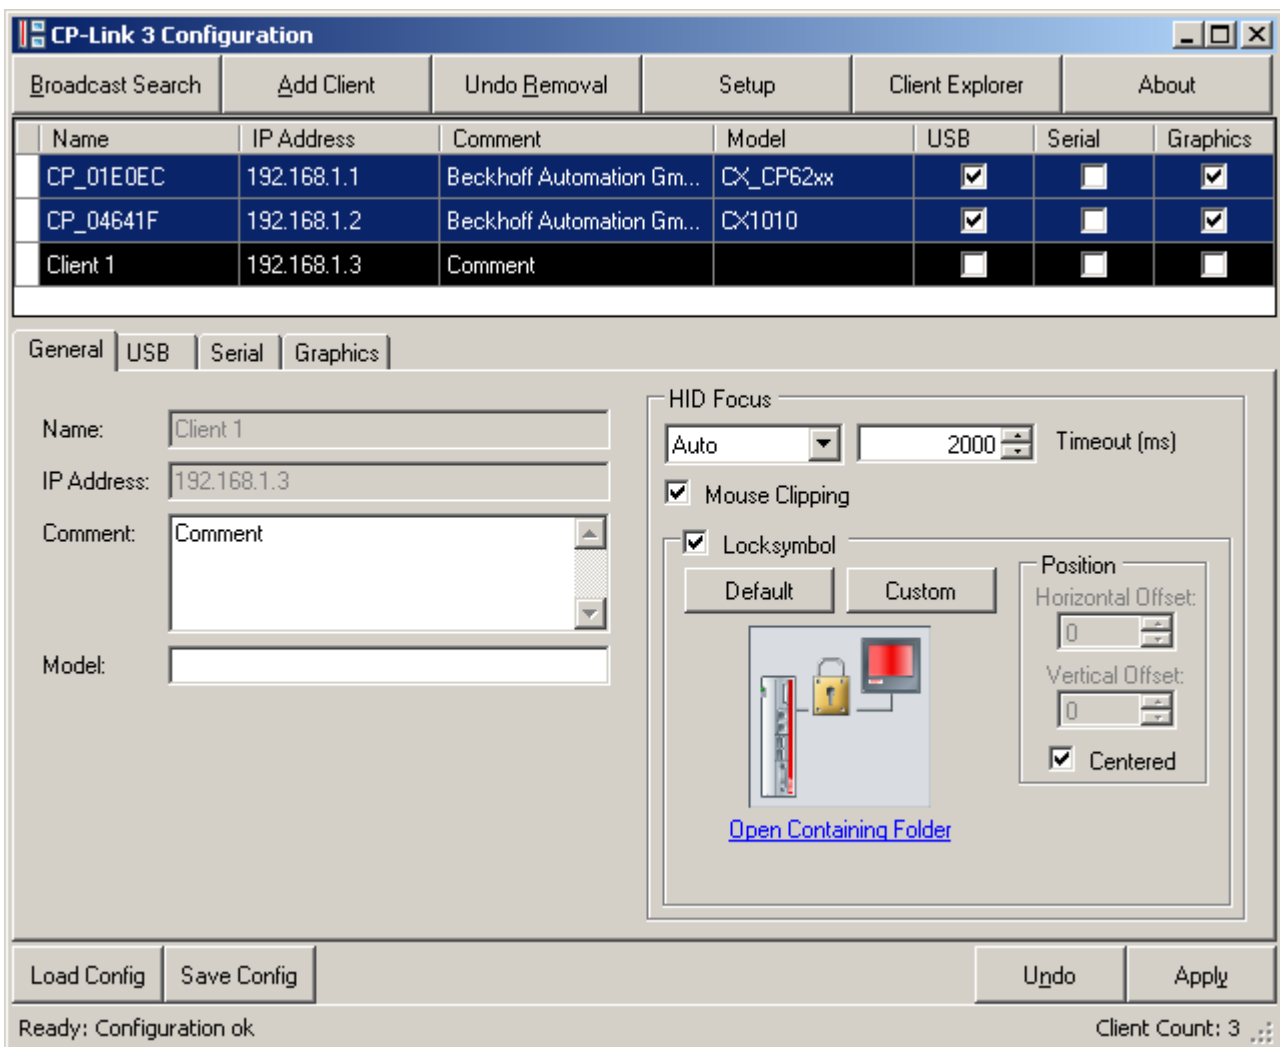 CP-Link 3 Configuration
Broadcast Search Add Client Undo Removal Setup Client Explorer About
Name IP Address Comment Model USB Serial Graphics
CP_01E0EC 192.168.1.1 Beckhoff Automation Gm... CX_CP62xx
CP_04641F 192.168.1.2 Beckhoff Automation Gm... CX1010
Client 1 192.168.1.3 Comment
General USB Serial Graphics
Name: Client 1
IP Address: 192.168.1.3
Comment: Comment
Model:
HID Focus
Auto 2000 Timeout (ms)
Mouse Clipping
Locksymbol
Default Custom
Position
Horizontal Offset:
0
Vertical Offset:
0
Centered
Open Containing Folder
Load Config Save Config Undo Apply
Ready: Configuration ok Client Count: 3